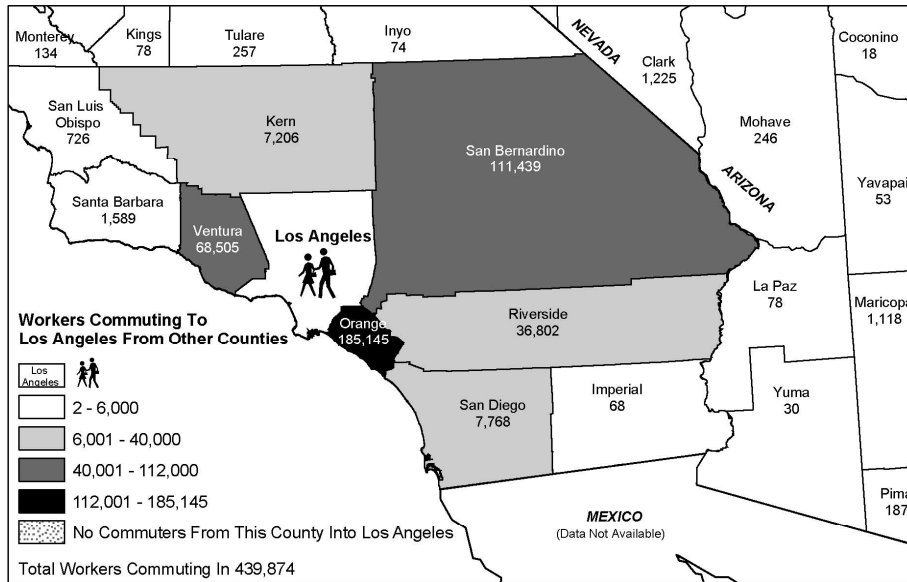 Monterey
134
Kings
78
Tulare
257
Inyo
74
NEVADA
Clark
1,225
Coconino
18
San Luis
Obispo
726
Kern
7,206
San Bernardino
111,439
Mohave
246
ARIZONA
Yavapai
53
Santa Barbara
1,589
Ventura
68,505
Los Angeles
La Paz
78
Maricopa
1,118
Orange
185,145
Riverside
36,802
San Diego
7,768
Imperial
68
Yuma
30
Pima
187
MEXICO
(Data Not Available)
Workers Commuting To
Los Angeles From Other Counties
Los
Angeles
2 - 6,000
6,001 - 40,000
40,001 - 112,000
112,001 - 185,145
No Commuters From This County Into Los Angeles
Total Workers Commuting In 439,874